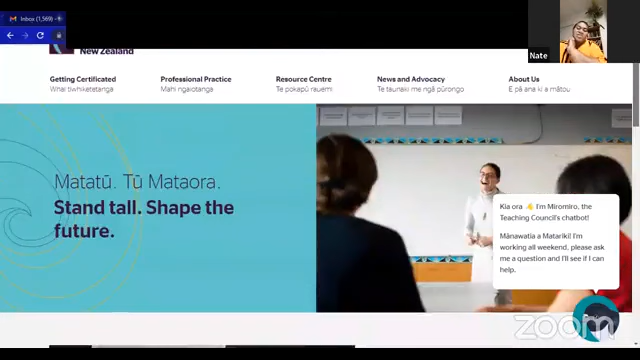 Inbox (1,569)
New Zealand
Nate
Getting Certificated
Professional Practice
Resource Centre
News and Advocacy
About Us
Whai tiwhiketetanga
Mahi ngaiotanga
Te pokapū rauemi
Te taunaki me ngā pūrongo
E pā ana ki a mātou
Matatū. Tū Mataora.
Stand tall. Shape the
future.
Kia ora 👋 I'm Miromiro, the
Teaching Council's chatbot!
Mānawatia a Matariki! I'm
working all weekend, please ask
me a question and I'll see if I can
help.
zoom